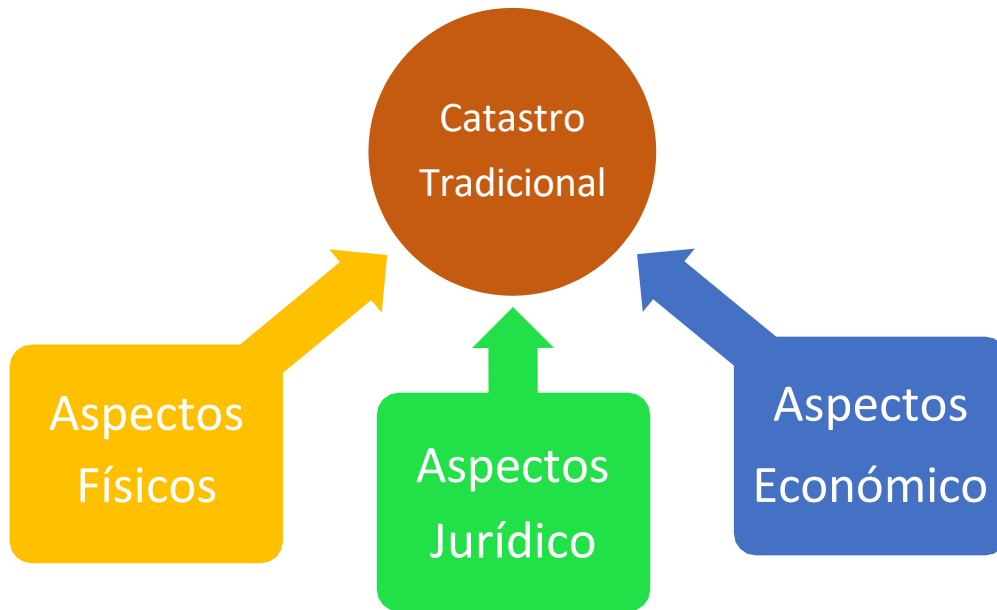 Catastro
Tradicional
Aspectos
Físicos
Aspectos
Jurídico
Aspectos
Económico